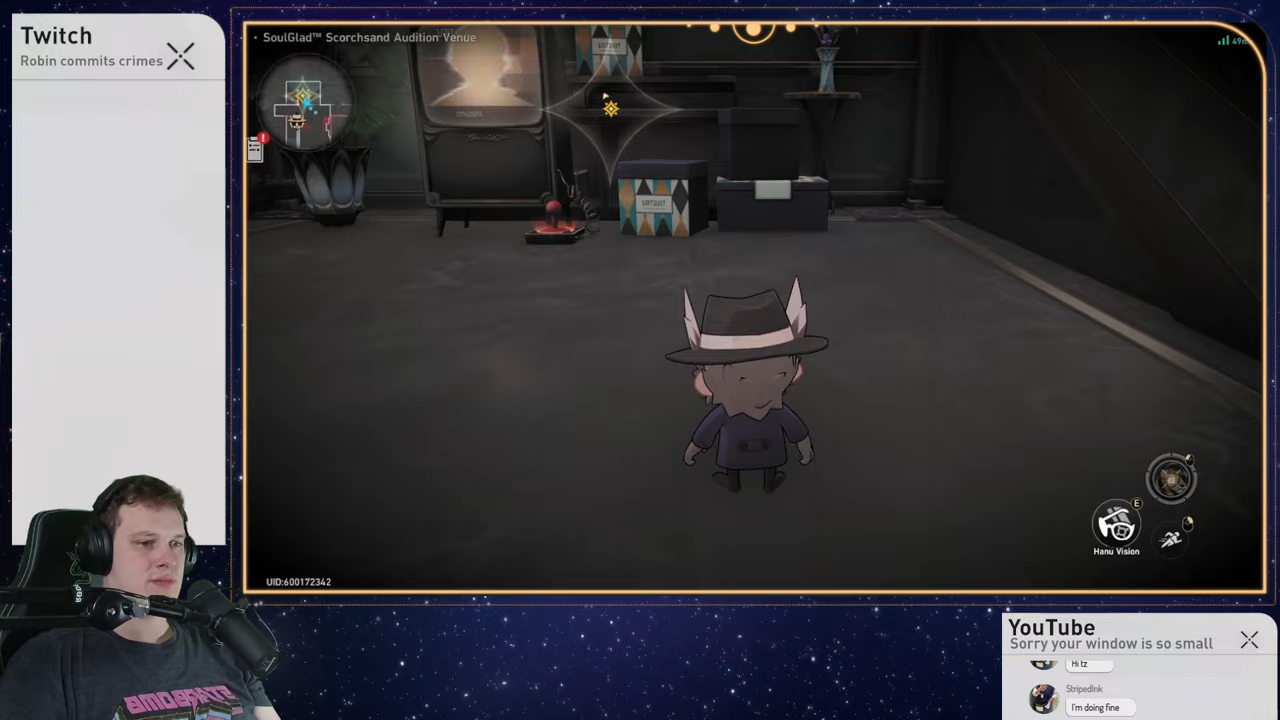 Twitch
Robin commits crimes
• SoulGlad™ Scorchsand Audition Venue
49m
E
Hanu Vision
UID:600172342
YouTube
Sorry your window is so small
Hi tz
StripedInk
I'm doing fine